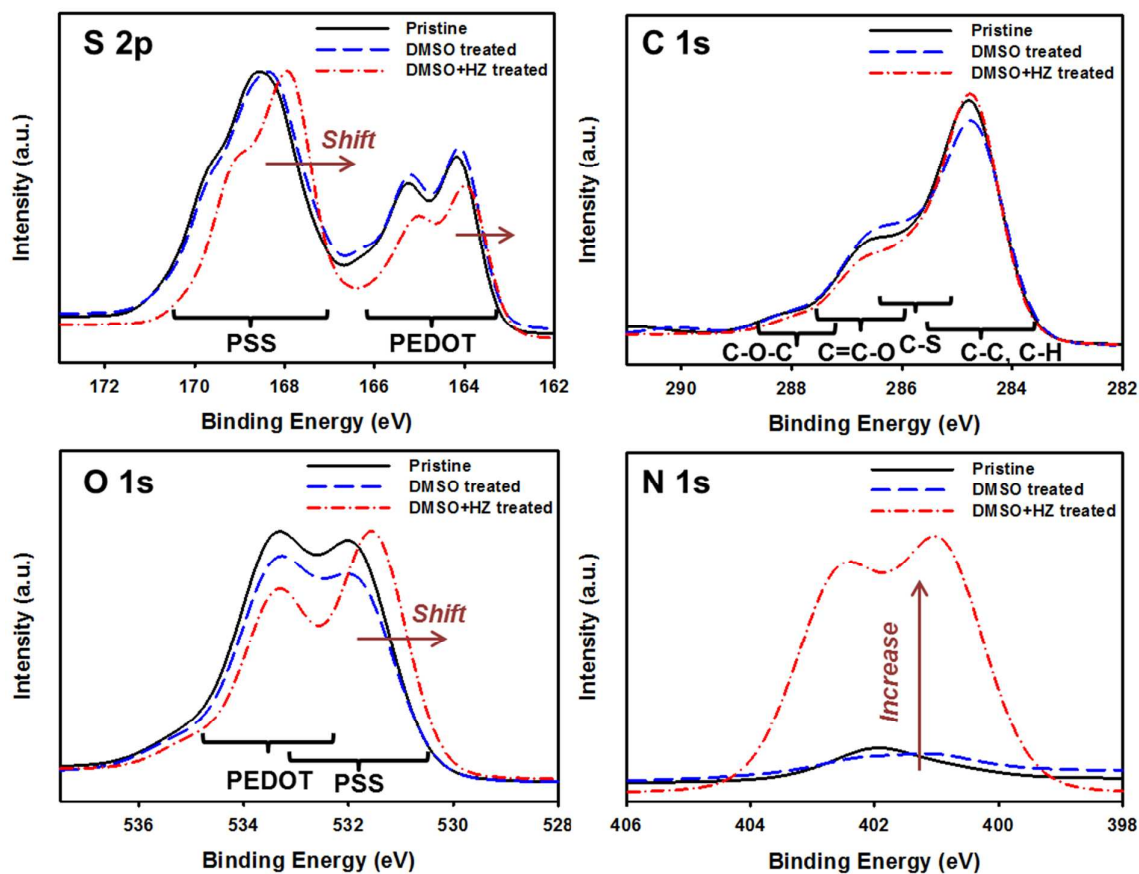 S 2p
Pristine
DMSO treated
DMSO+HZ treated
Shift
PSS
PEDOT
172 170 168 167 165 164 162
Binding Energy (eV)
Intensity (a.u.)
C 1s
Pristine
DMSO treated
DMSO+HZ treated
C-O-C
C=C-O
C-S
C-C, C-H
290 288 286 284 282
Binding Energy (eV)
Intensity (a.u.)
O 1s
Pristine
DMSO treated
DMSO+HZ treated
Shift
PEDOT
PSS
536 534 532 530 528
Binding Energy (eV)
Intensity (a.u.)
N 1s
Pristine
DMSO treated
DMSO+HZ treated
Increase
406 404 402 400 398
Binding Energy (eV)
Intensity (a.u.)